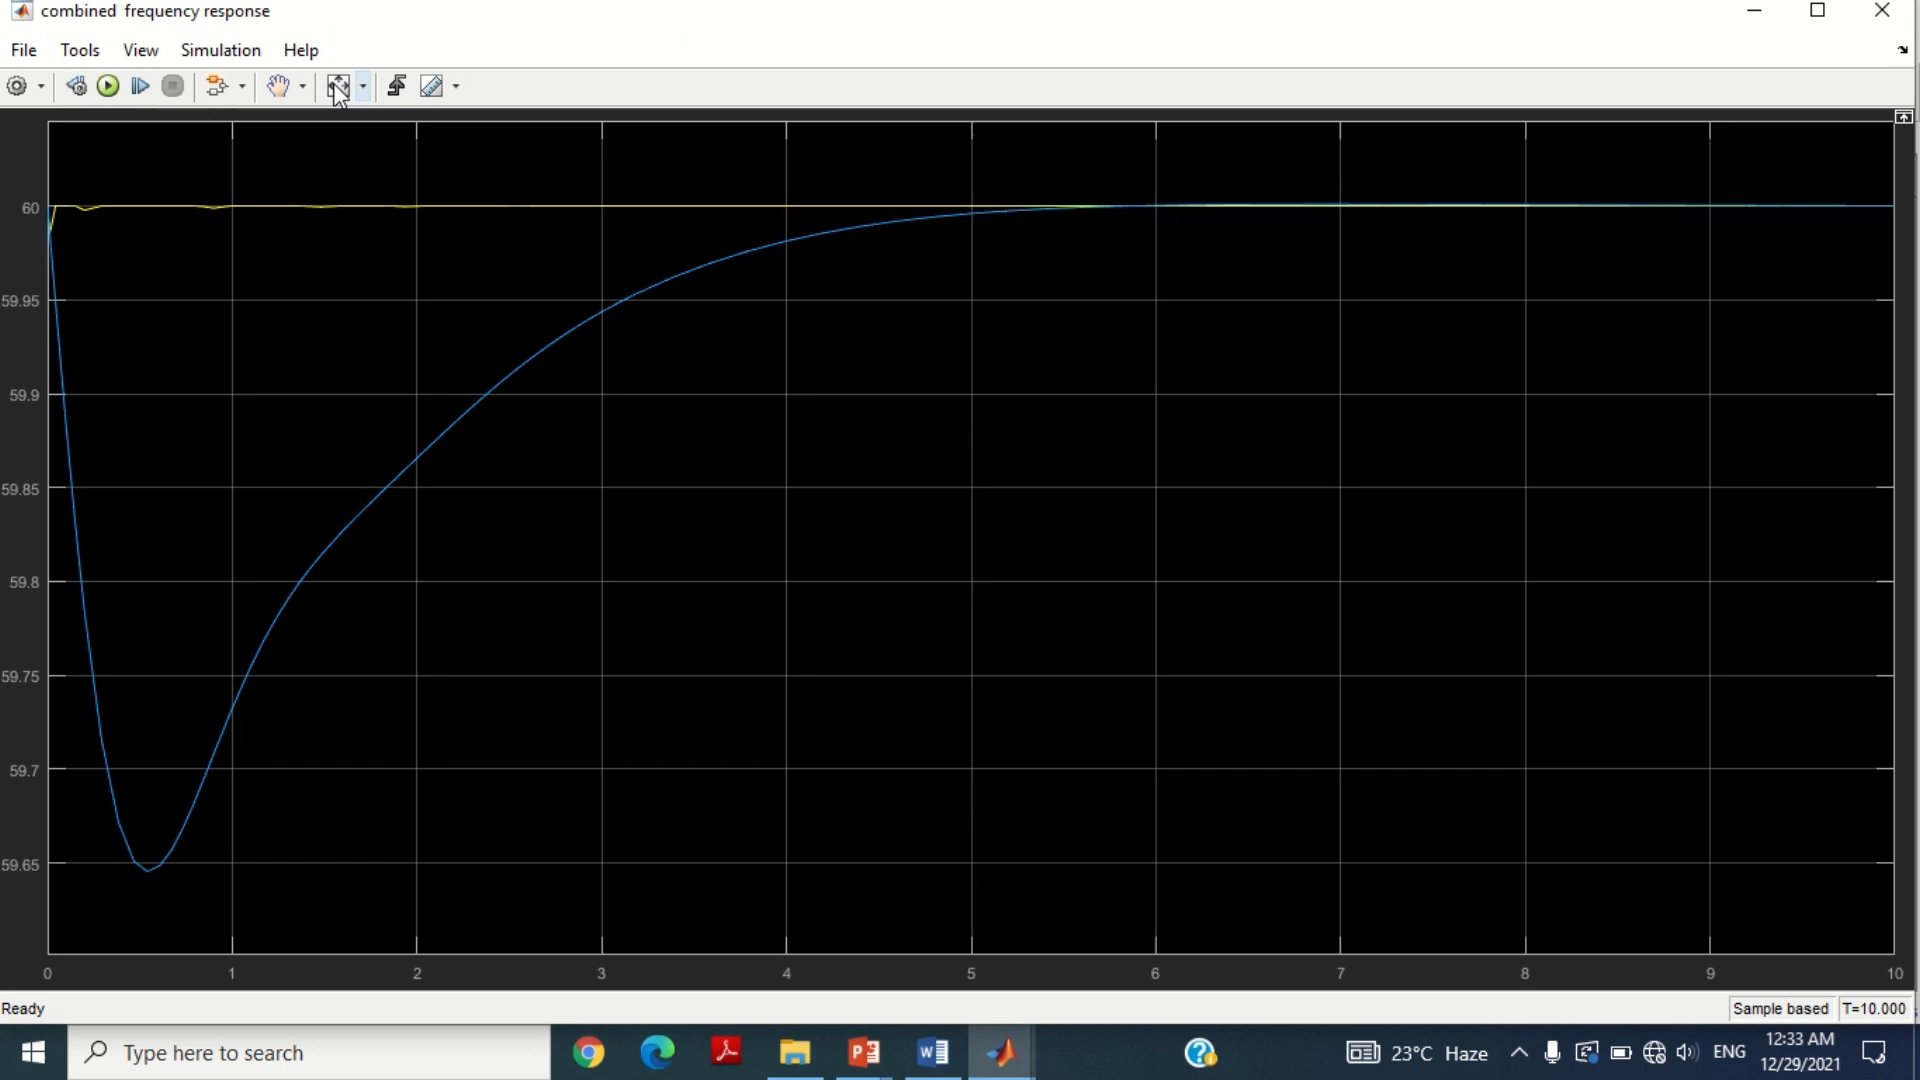 combined frequency response
File Tools View Simulation Help
60
59.95
59.9
59.85
59.8
59.75
59.7
59.65
0 1 2 3 4 5 6 7 8 9 10
Ready Sample based T=10.000
Type here to search 23°C Haze ENG 12:33 AM
12/29/2021